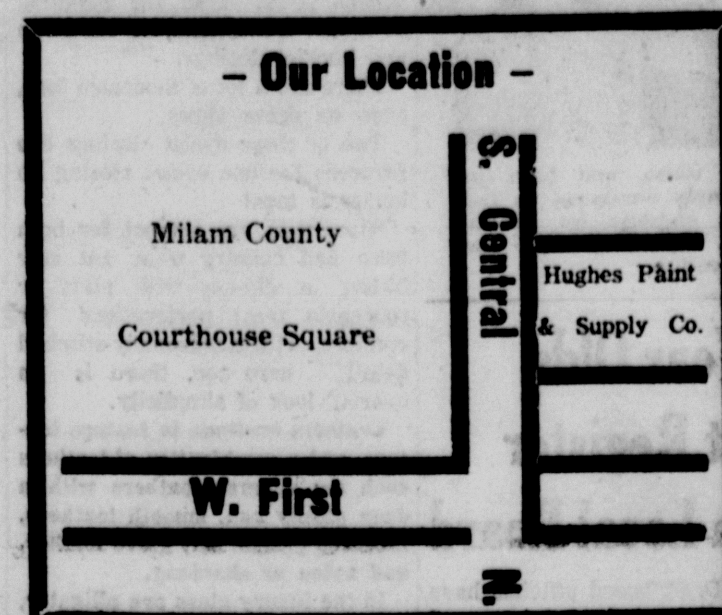 - Our Location -
S. Central
Milam County
Hughes Paint
Courthouse Square
& Supply Co.
W. First
N.